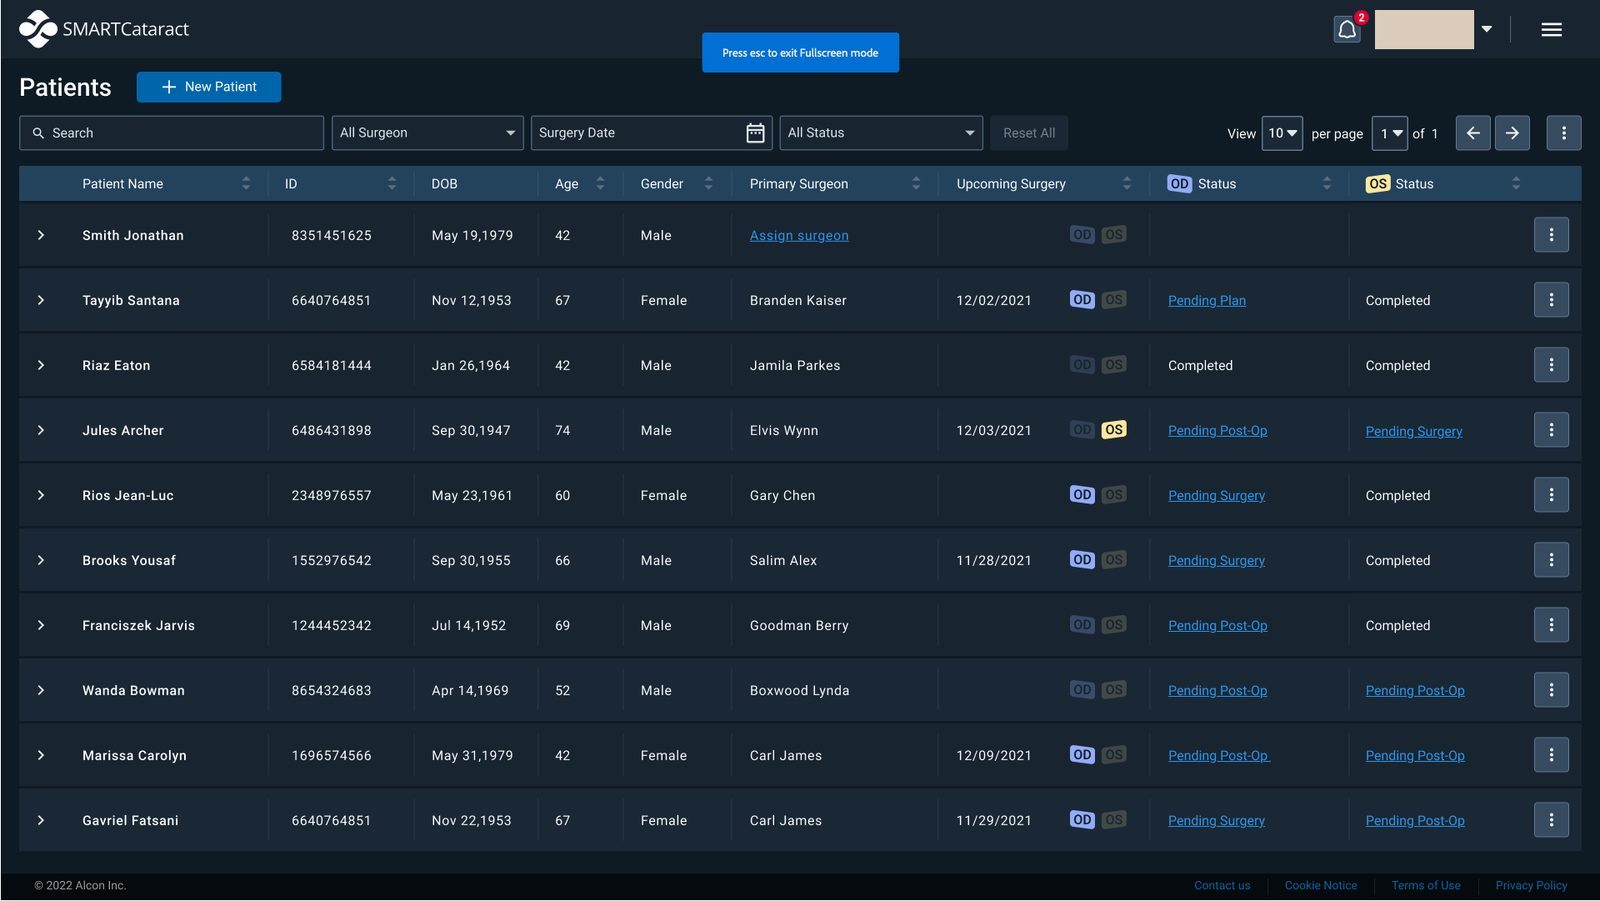 SMARTCataract
2
Press esc to exit Fullscreen mode
Patients
New Patient
Search
All Surgeon
Surgery Date
All Status
Reset All
View 10 per page 1 of 1
Patient Name ID DOB Age Gender Primary Surgeon Upcoming Surgery OD Status OS Status
Smith Jonathan 8351451625 May 19,1979 42 Male Assign surgeon OD OS
Tayyib Santana 6640764851 Nov 12,1953 67 Female Branden Kaiser 12/02/2021 OD OS Pending Plan Completed
Riaz Eaton 6584181444 Jan 26,1964 42 Male Jamila Parkes OD OS Completed Completed
Jules Archer 6486431898 Sep 30,1947 74 Male Elvis Wynn 12/03/2021 OD OS Pending Post-Op Pending Surgery
Rios Jean-Luc 2348976557 May 23,1961 60 Female Gary Chen OD OS Pending Surgery Completed
Brooks Yousaf 1552976542 Sep 30,1955 66 Male Salim Alex 11/28/2021 OD OS Pending Surgery Completed
Franciszek Jarvis 1244452342 Jul 14,1952 69 Male Goodman Berry OD OS Pending Post-Op Completed
Wanda Bowman 8654324683 Apr 14,1969 52 Male Boxwood Lynda OD OS Pending Post-Op Pending Post-Op
Marissa Carolyn 1696574566 May 31,1979 42 Female Carl James 12/09/2021 OD OS Pending Post-Op Pending Post-Op
Gavriel Fatsani 6640764851 Nov 22,1953 67 Female Carl James 11/29/2021 OD OS Pending Surgery Pending Post-Op
© 2022 Alcon Inc. Contact us Cookie Notice Terms of Use Privacy Policy